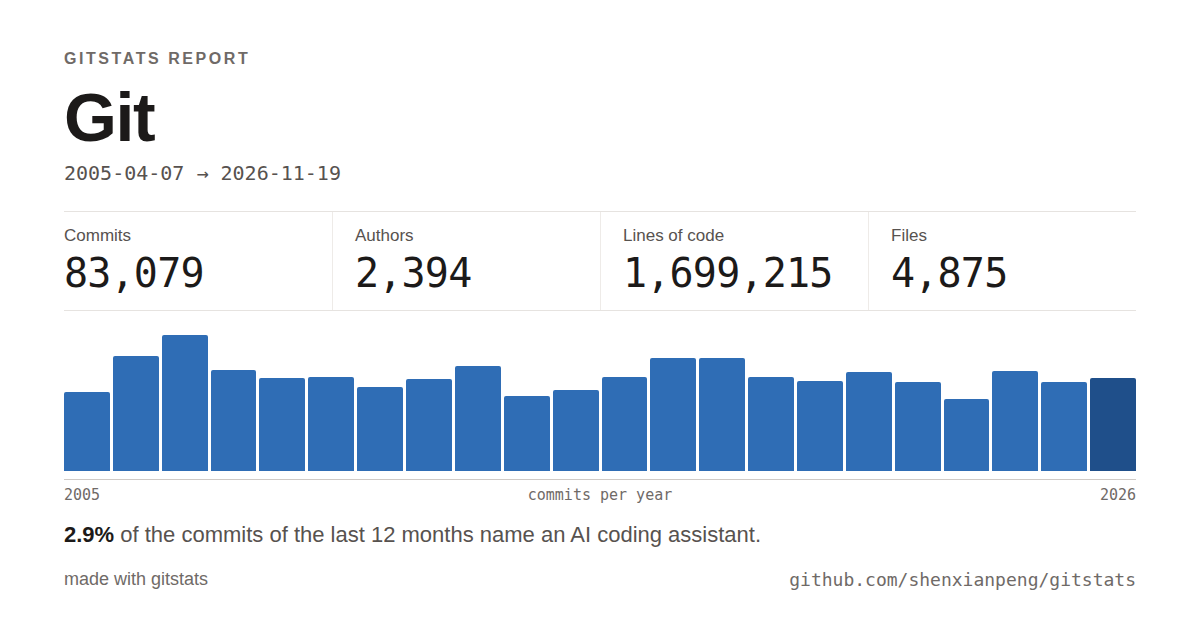 GITSTATS REPORT
Git
2005-04-07 → 2026-11-19
Commits
83,079
Authors
2,394
Lines of code
1,699,215
Files
4,875
2005
commits per year
2026
2.9% of the commits of the last 12 months name an AI coding assistant.
made with gitstats
github.com/shenxianpeng/gitstats